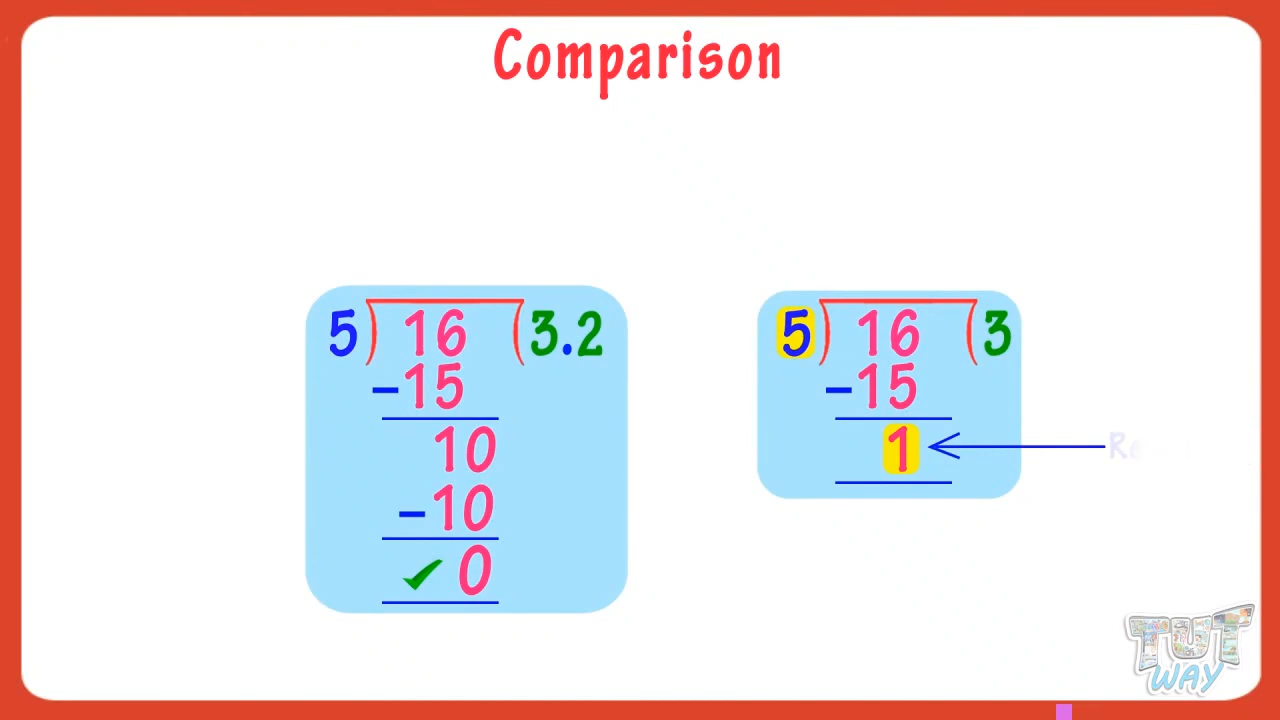 Comparison
5) 16 (3.2
-15
10
-10
✓ 0
5) 16 (3
-15
1
TUT
WAY